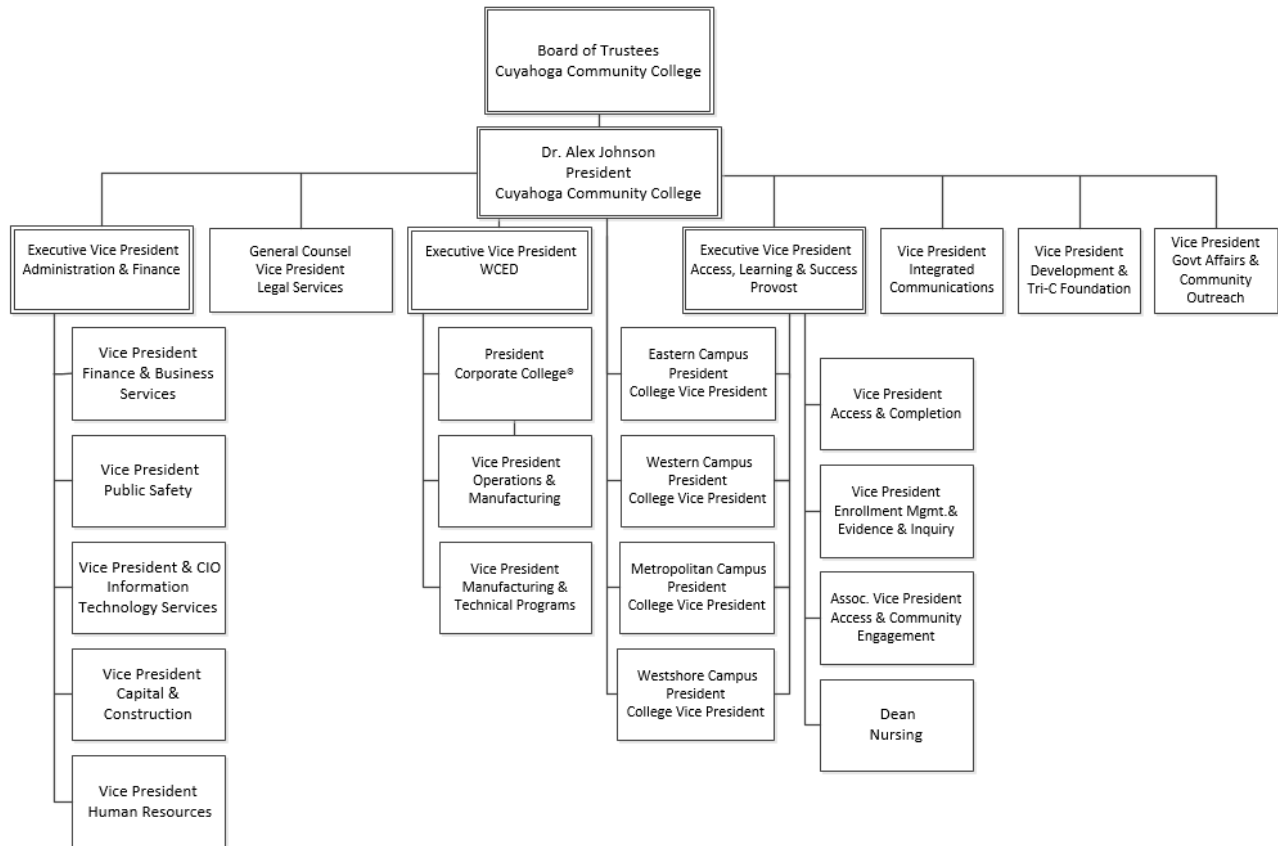 Board of Trustees
Cuyahoga Community College
Dr. Alex Johnson
President
Cuyahoga Community College
Executive Vice President
Administration & Finance
General Counsel
Vice President
Legal Services
Executive Vice President
WCED
Executive Vice President
Access, Learning & Success
Provost
Vice President
Integrated
Communications
Vice President
Development &
Tri-C Foundation
Vice President
Govt Affairs &
Community
Outreach
Vice President
Finance & Business
Services
Vice President
Public Safety
Vice President & CIO
Information
Technology Services
Vice President
Capital &
Construction
Vice President
Human Resources
President
Corporate College®
Vice President
Operations &
Manufacturing
Vice President
Manufacturing &
Technical Programs
Eastern Campus
President
College Vice President
Western Campus
President
College Vice President
Metropolitan Campus
President
College Vice President
Westshore Campus
President
College Vice President
Vice President
Access & Completion
Vice President
Enrollment Mgmt.&
Evidence & Inquiry
Assoc. Vice President
Access & Community
Engagement
Dean
Nursing